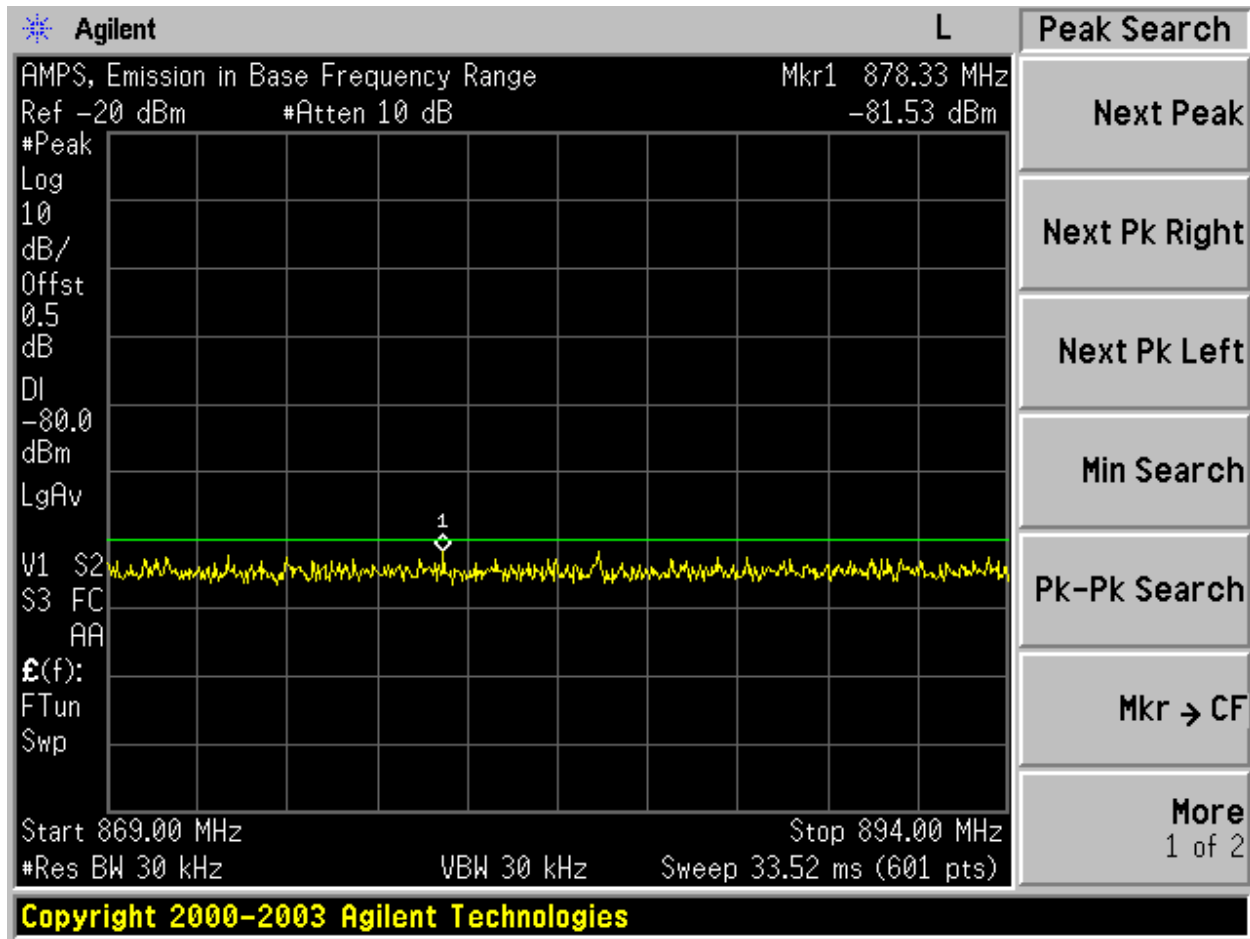 Agilent L
AMPS, Emission in Base Frequency Range Mkr1 878.33 MHz
Ref -20 dBm #Atten 10 dB -81.53 dBm
#Peak
Log
10
dB/
Offst
0.5
dB
DI
-80.0
dBm
LgAv
1
V1 S2
S3 FC
AA
£(f):
FTun
Swp
Start 869.00 MHz Stop 894.00 MHz
#Res BW 30 kHz VBW 30 kHz Sweep 33.52 ms (601 pts)
Peak Search
Next Peak
Next Pk Right
Next Pk Left
Min Search
Pk-Pk Search
Mkr → CF
More
1 of 2
Copyright 2000-2003 Agilent Technologies